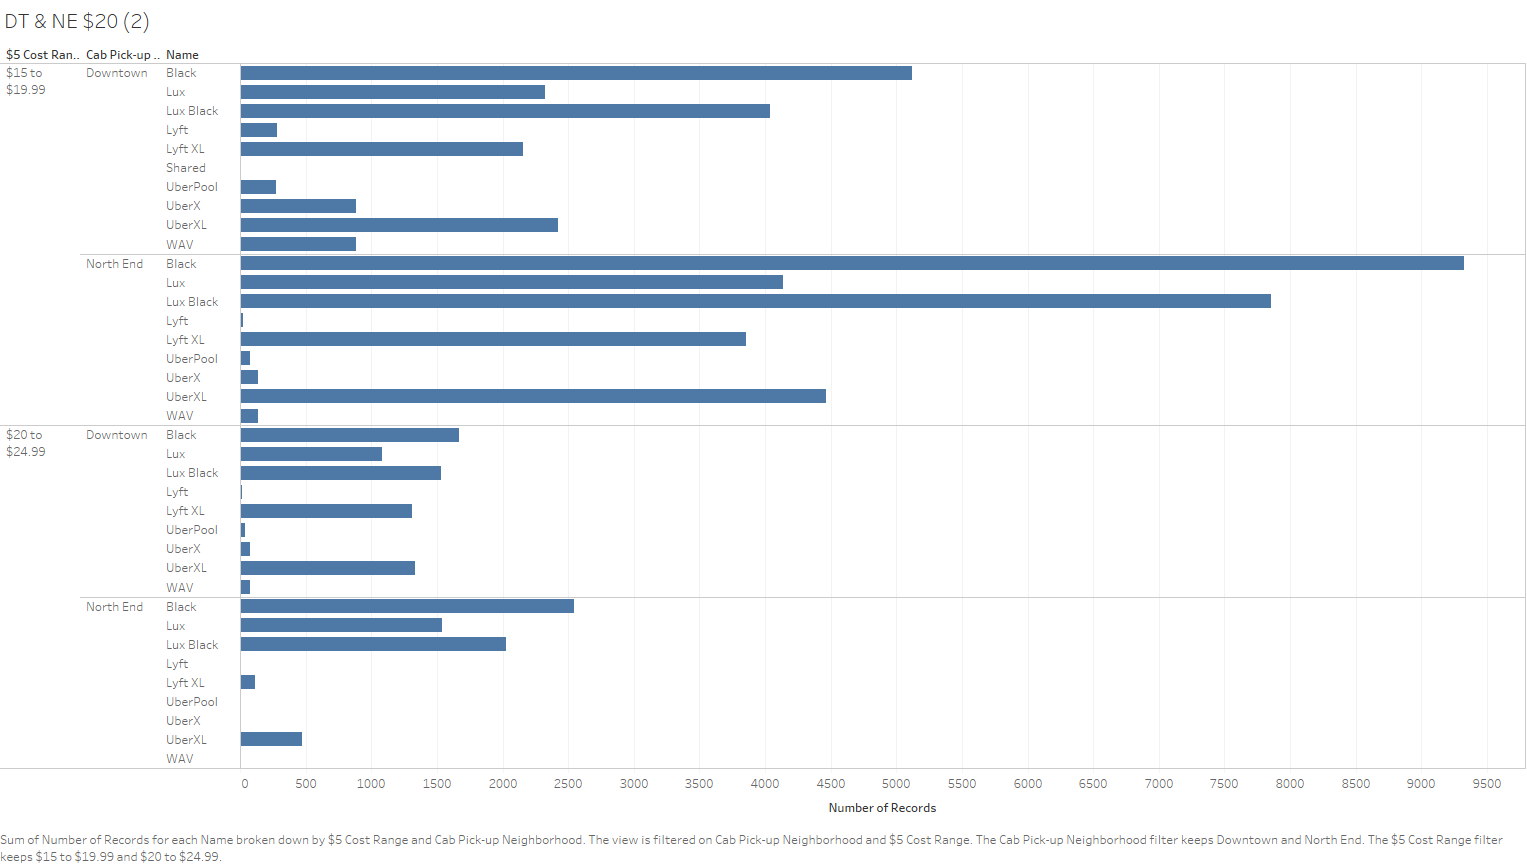 DT & NE $20 (2)
$5 Cost Ran.. Cab Pick-up .. Name
$15 to $19.99 Downtown Black
Lux
Lux Black
Lyft
Lyft XL
Shared
UberPool
UberX
UberXL
WAV
North End Black
Lux
Lux Black
Lyft
Lyft XL
UberPool
UberX
UberXL
WAV
$20 to $24.99 Downtown Black
Lux
Lux Black
Lyft
Lyft XL
UberPool
UberX
UberXL
WAV
North End Black
Lux
Lux Black
Lyft
Lyft XL
UberPool
UberX
UberXL
WAV
0 500 1000 1500 2000 2500 3000 3500 4000 4500 5000 5500 6000 6500 7000 7500 8000 8500 9000 9500
Number of Records
Sum of Number of Records for each Name broken down by $5 Cost Range and Cab Pick-up Neighborhood. The view is filtered on Cab Pick-up Neighborhood and $5 Cost Range. The Cab Pick-up Neighborhood filter keeps Downtown and North End. The $5 Cost Range filter
keeps $15 to $19.99 and $20 to $24.99.